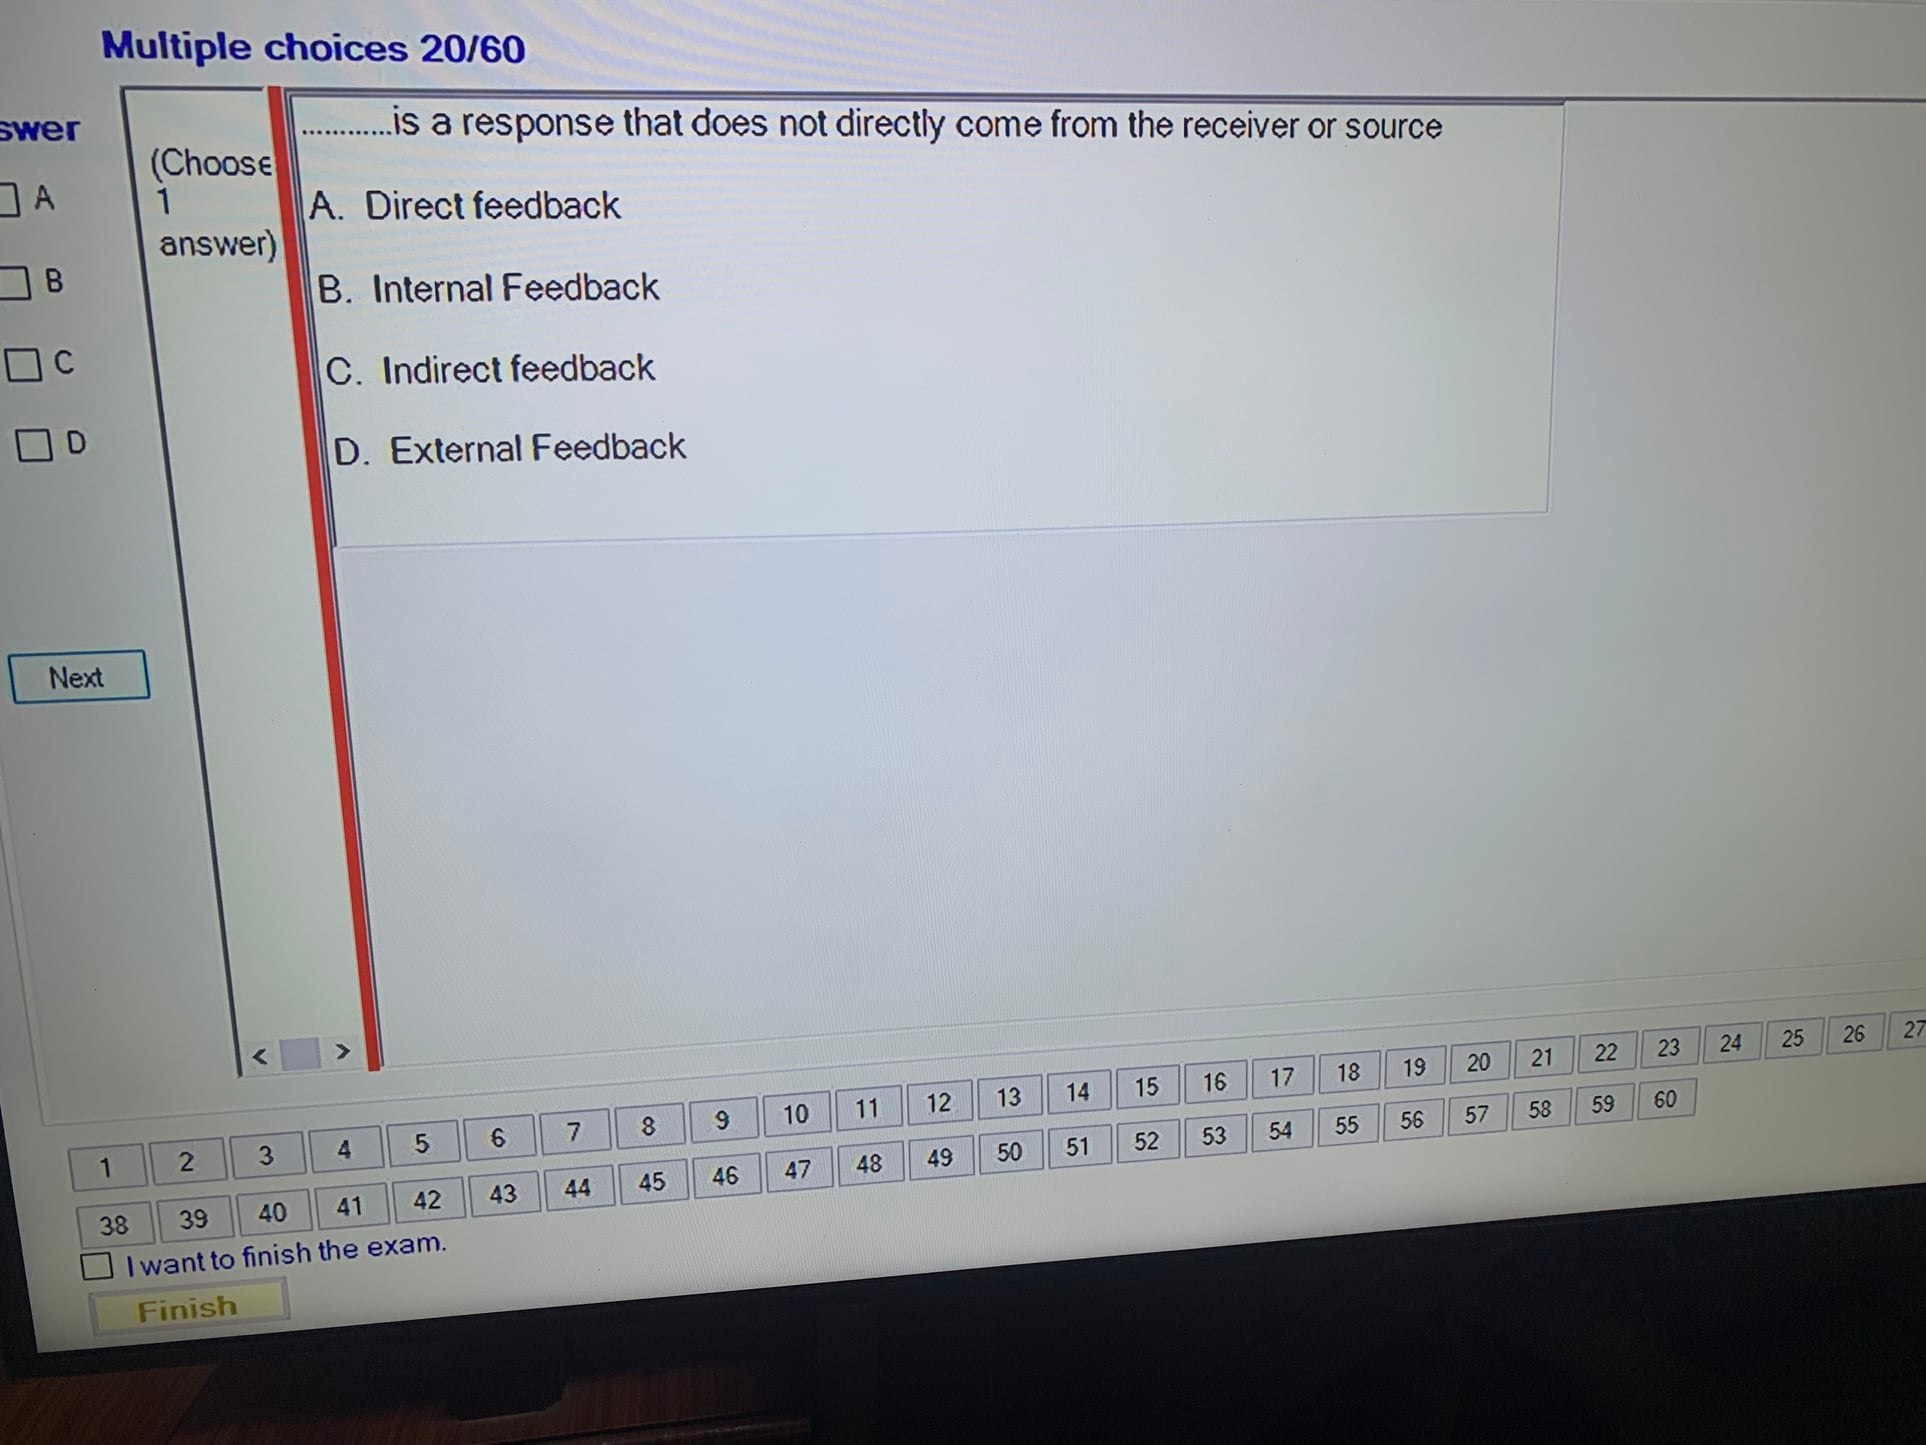 Multiple choices 20/60
swer
(Choose
1
answer)
............is a response that does not directly come from the receiver or source
A. Direct feedback
B. Internal Feedback
C. Indirect feedback
D. External Feedback
A
B
C
D
Next
< >
1 2 3 4 5 6 7 8 9 10 11 12 13 14 15 16 17 18 19 20 21 22 23 24 25 26 27
38 39 40 41 42 43 44 45 46 47 48 49 50 51 52 53 54 55 56 57 58 59 60
I want to finish the exam.
Finish